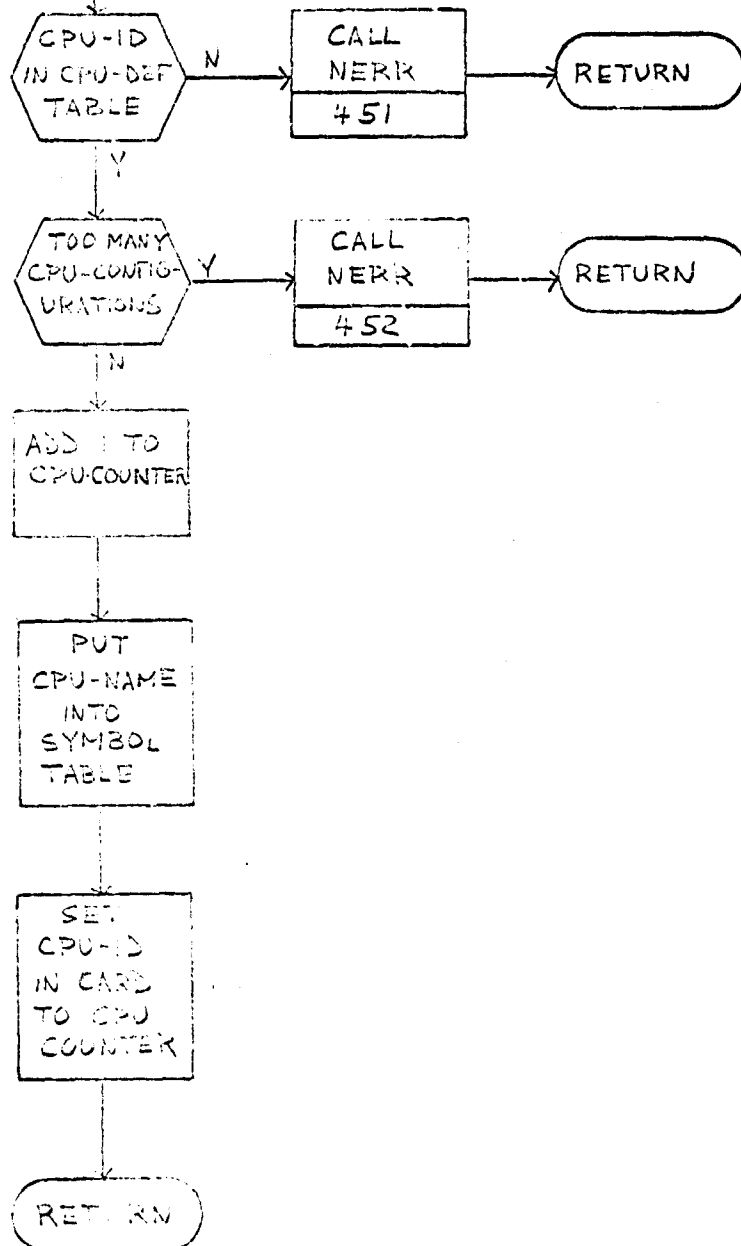 CPU-ID
IN CPU-DEF
TABLE
N
CALL
NERR
451
RETURN
Y
TOO MANY
CPU-CONFIG-
URATIONS
Y
CALL
NERR
452
RETURN
N
ADD 1 TO
CPU-COUNTER
PUT
CPU-NAME
INTO
SYMBOL
TABLE
SET
CPU-ID
IN CARD
TO CPU
COUNTER
RETURN